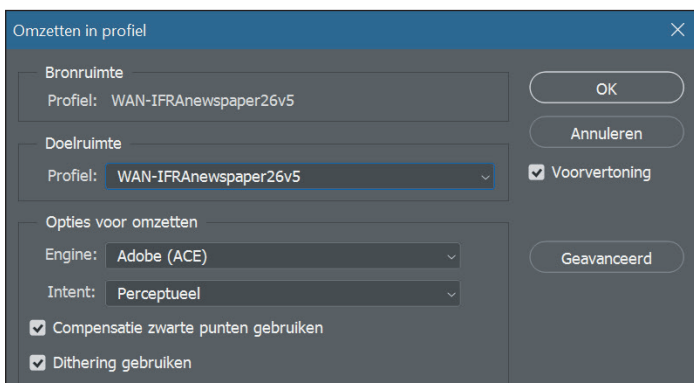 Omzetten in profiel
Bronruimte
Profiel: WAN-IFRAnewspaper26v5
OK
Annuleren
Voorvertoning
Doelruimte
Profiel: WAN-IFRAnewspaper26v5
Opties voor omzetten
Engine: Adobe (ACE)
Geavanceerd
Intent: Perceptueel
Compensatie zwarte punten gebruiken
Dithering gebruiken